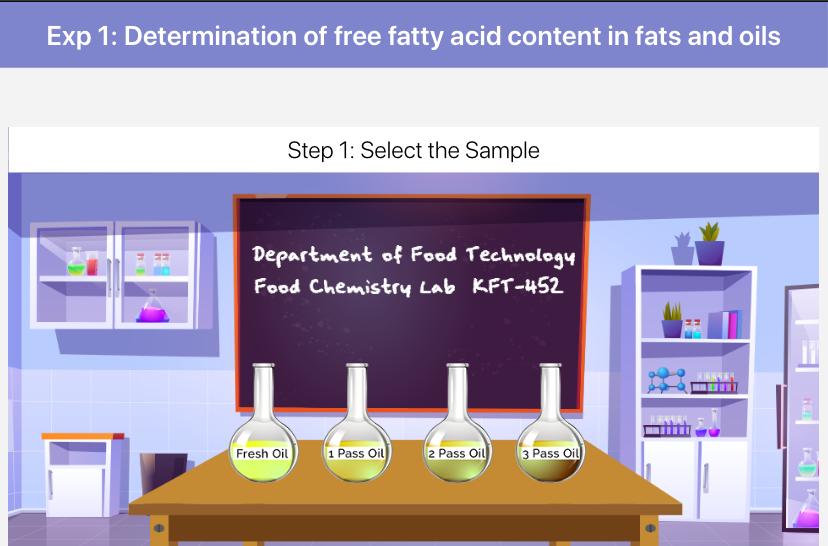 Exp 1: Determination of free fatty acid content in fats and oils
Step 1: Select the Sample
Department of Food Technology
Food Chemistry Lab KFT-452
Fresh Oil
1 Pass Oil
2 Pass Oil
3 Pass Oil